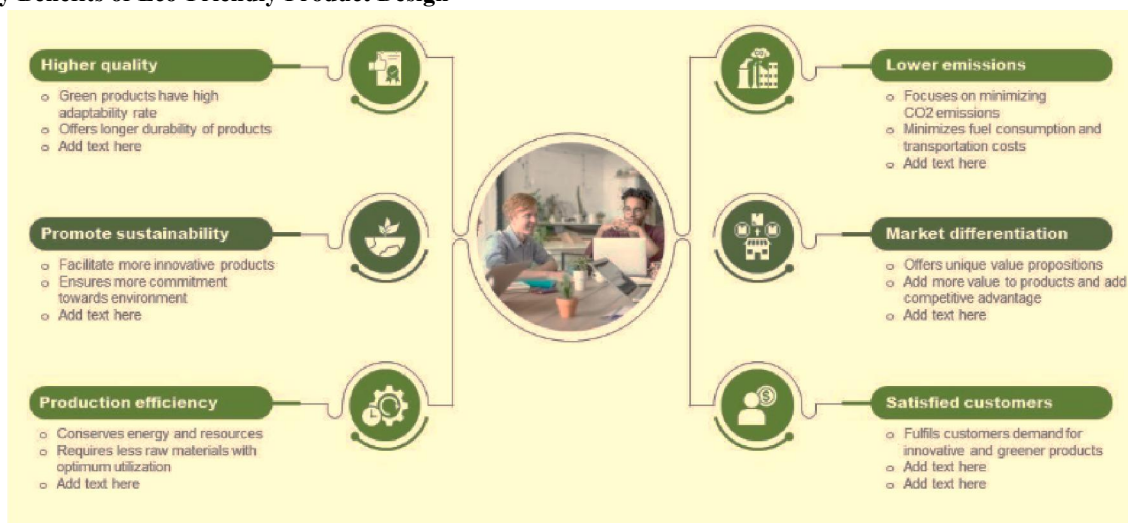 Benefits of Eco-Friendly Product Design
Higher quality
Green products have high
adaptability rate
Offers longer durability of products
Add text here
Promote sustainability
Facilitate more innovative products
Ensures more commitment
towards environment
Add text here
Production efficiency
Conserves energy and resources
Requires less raw materials with
optimum utilization
Add text here
CO2
Lower emissions
Focuses on minimizing
CO2 emissions
Minimizes fuel consumption and
transportation costs
Add text here
Market differentiation
Offers unique value propositions
Add more value to products and add
competitive advantage
Add text here
$
Satisfied customers
Fulfils customers demand for
innovative and greener products
Add text here
Add text here